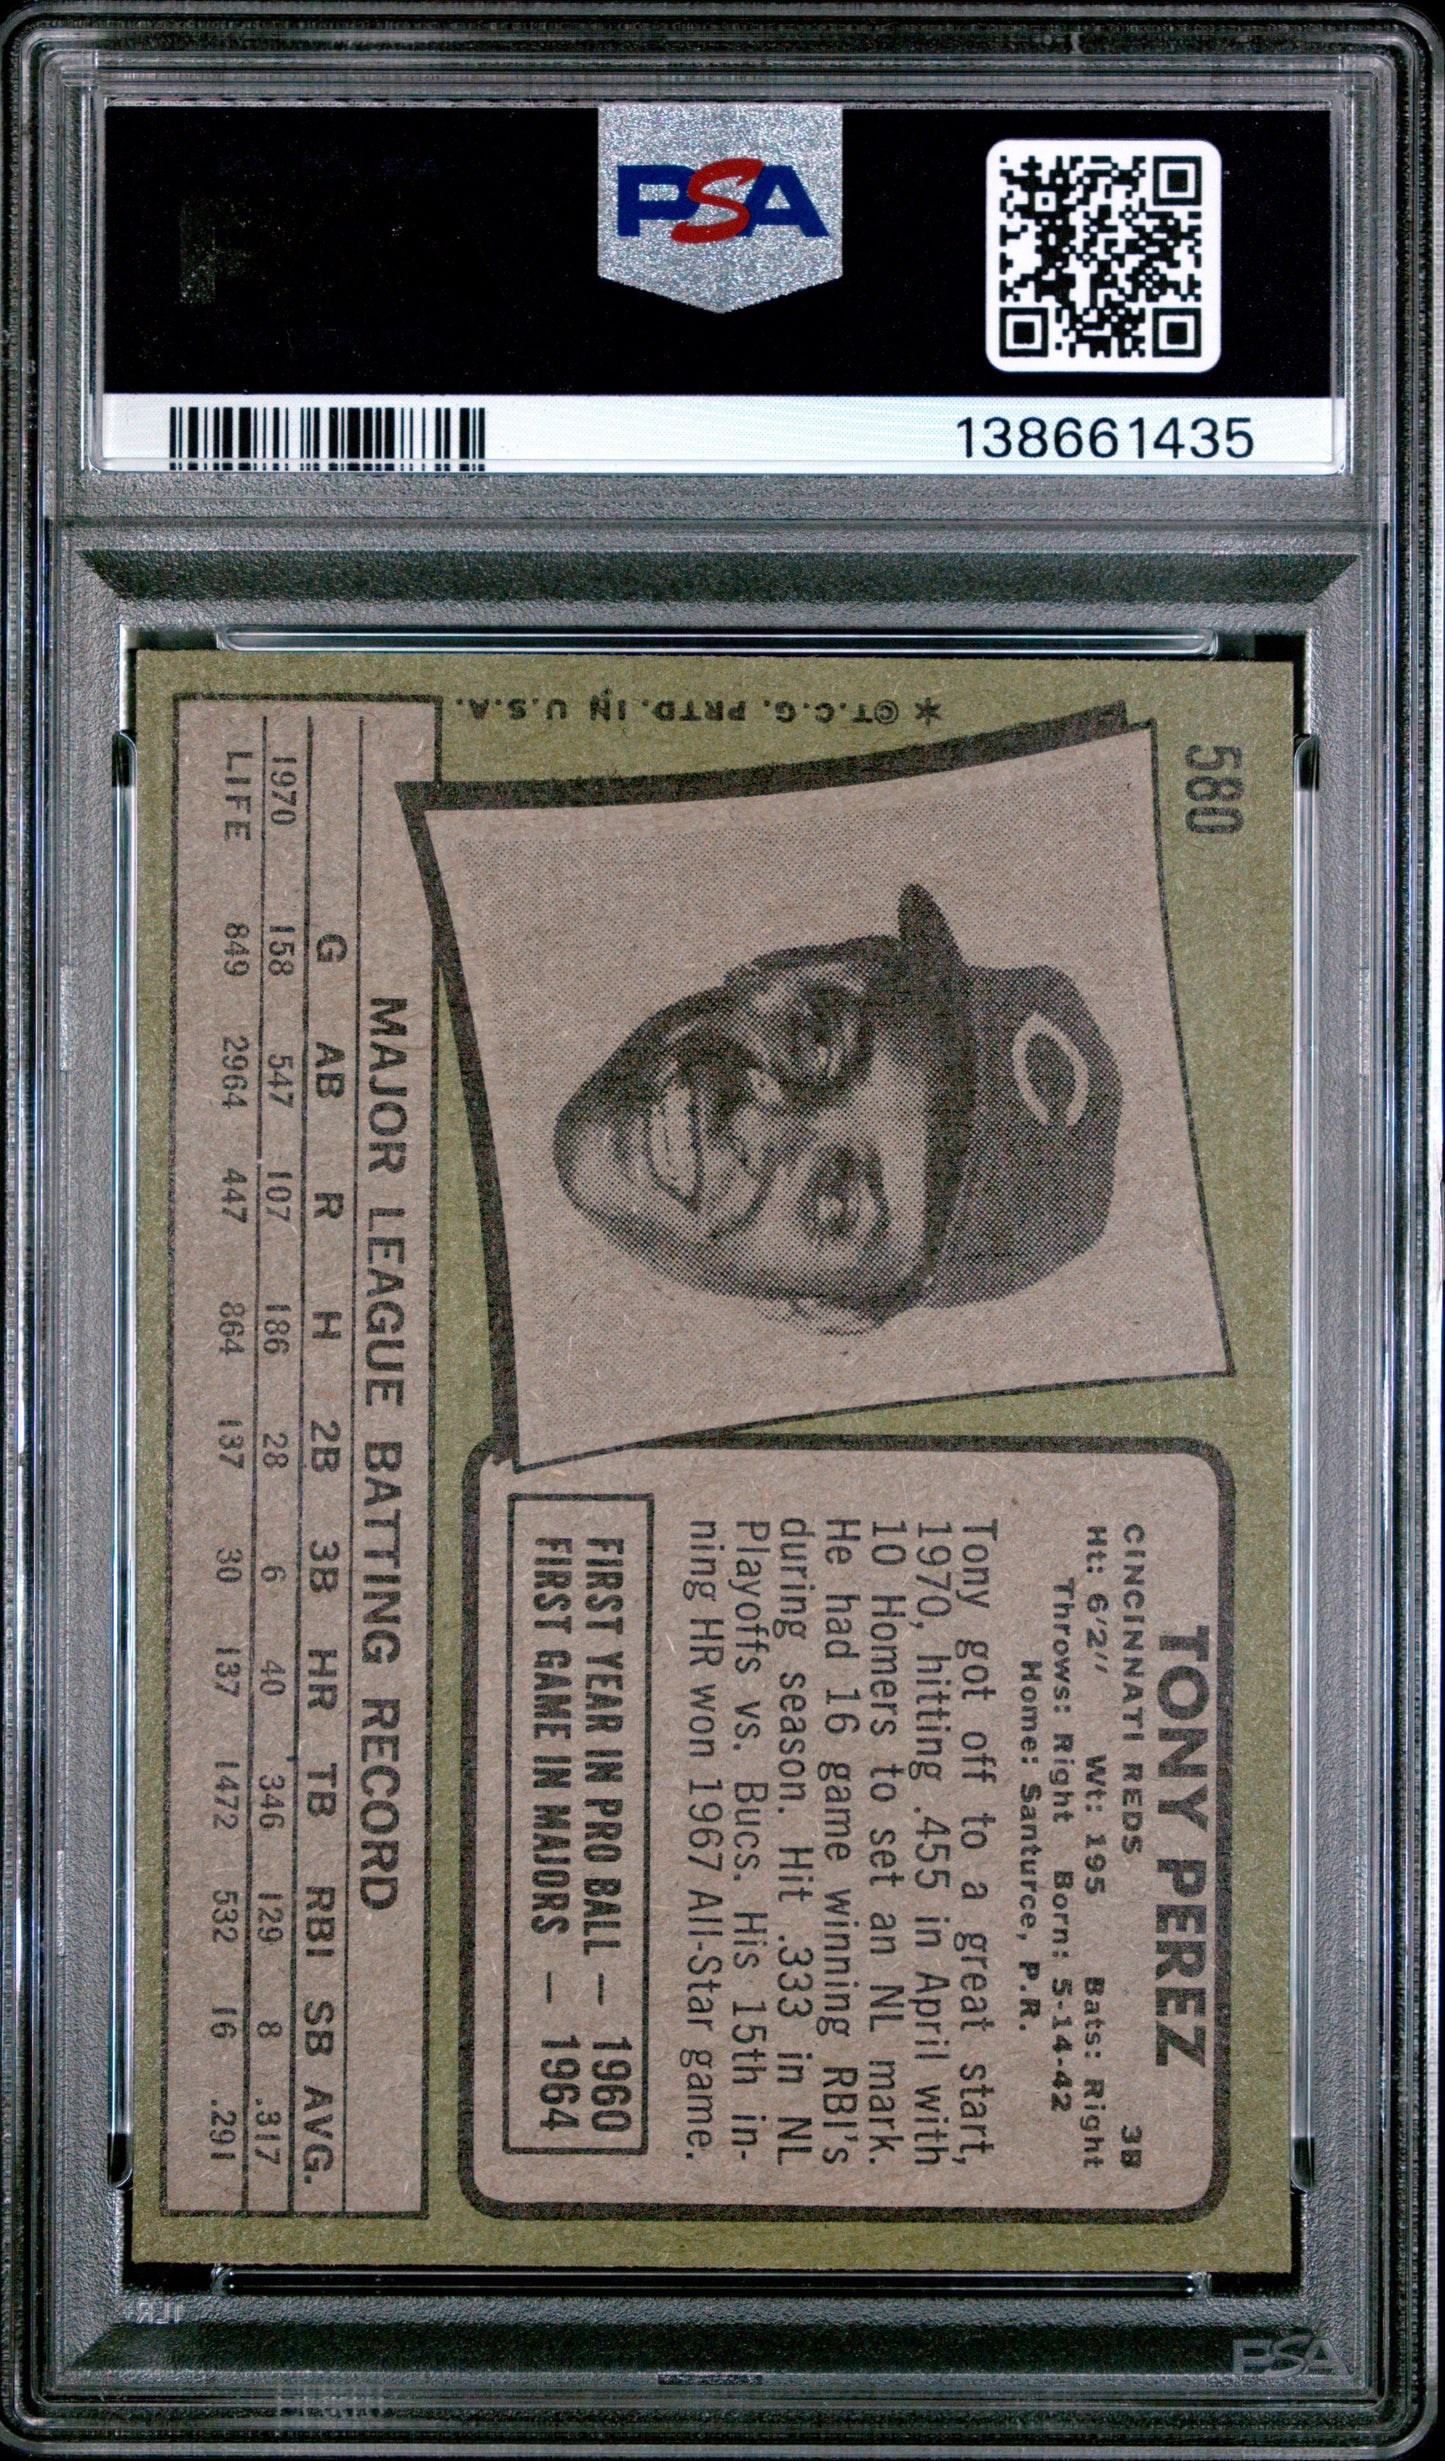 PSA
138661435
580
TONY PEREZ
CINCINNATI REDS 3B
Ht: 6'2" Wt: 195 Bats: Right
Throws: Right Born: 5-14-42
Home: Santurce, P.R.
Tony got off to a great start,
1970, hitting .455 in April with
10 Homers to set an NL mark.
He had 16 game winning RBI's
during season. Hit .333 in NL
Playoffs vs. Bucs. His 15th in-
ning HR won 1967 All-Star game.
FIRST YEAR IN PRO BALL — 1960
FIRST GAME IN MAJORS — 1964
*©T.C.G. PRTD. IN U.S.A.
MAJOR LEAGUE BATTING RECORD
G AB R H 2B 3B HR TB RBI SB AVG.
1970 158 547 107 186 28 6 40 346 129 8 .317
LIFE 849 2964 447 864 137 30 137 1472 532 16 .291
PSA